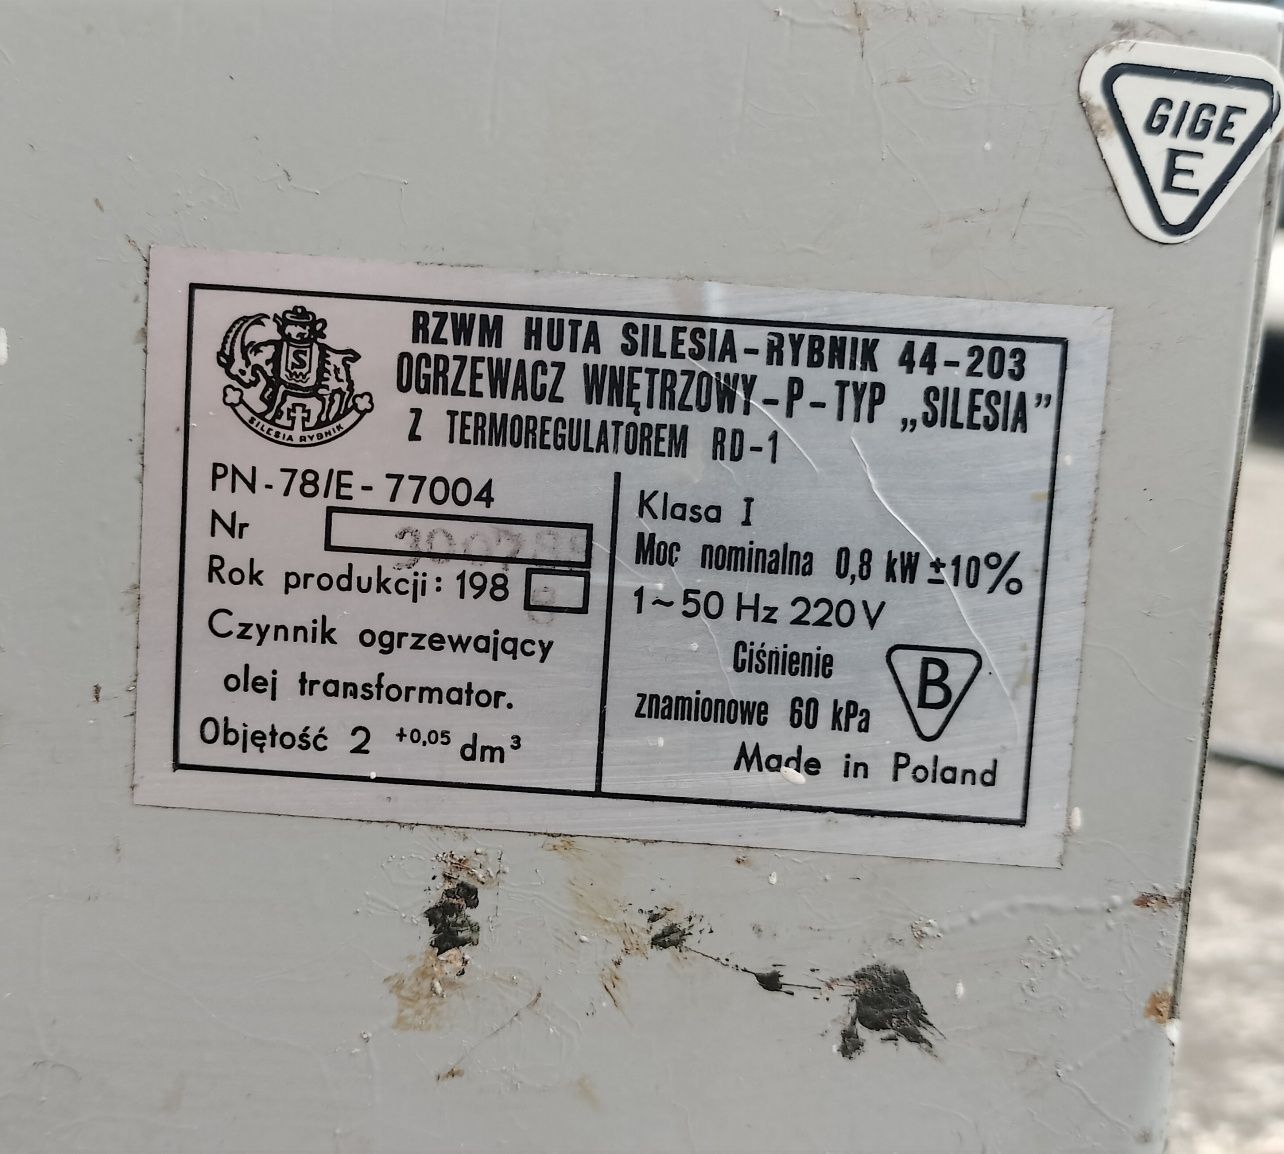 GIGE
E
RZWM HUTA SILESIA-RYBNIK 44-203
OGRZEWACZ WNĘTRZOWY-P-TYP „SILESIA”
Z TERMOREGULATOREM RD-1
S
W
SILESIA RYBNIK
PN-78/E-77004
Nr
Rok produkcji: 198
Czynnik ogrzewający
olej transformator.
Objętość 2 +0,05 dm³
Klasa I
Moc nominalna 0,8 kW ±10%
1~50 Hz 220V
Ciśnienie
znamionowe 60 kPa
B
Made in Poland